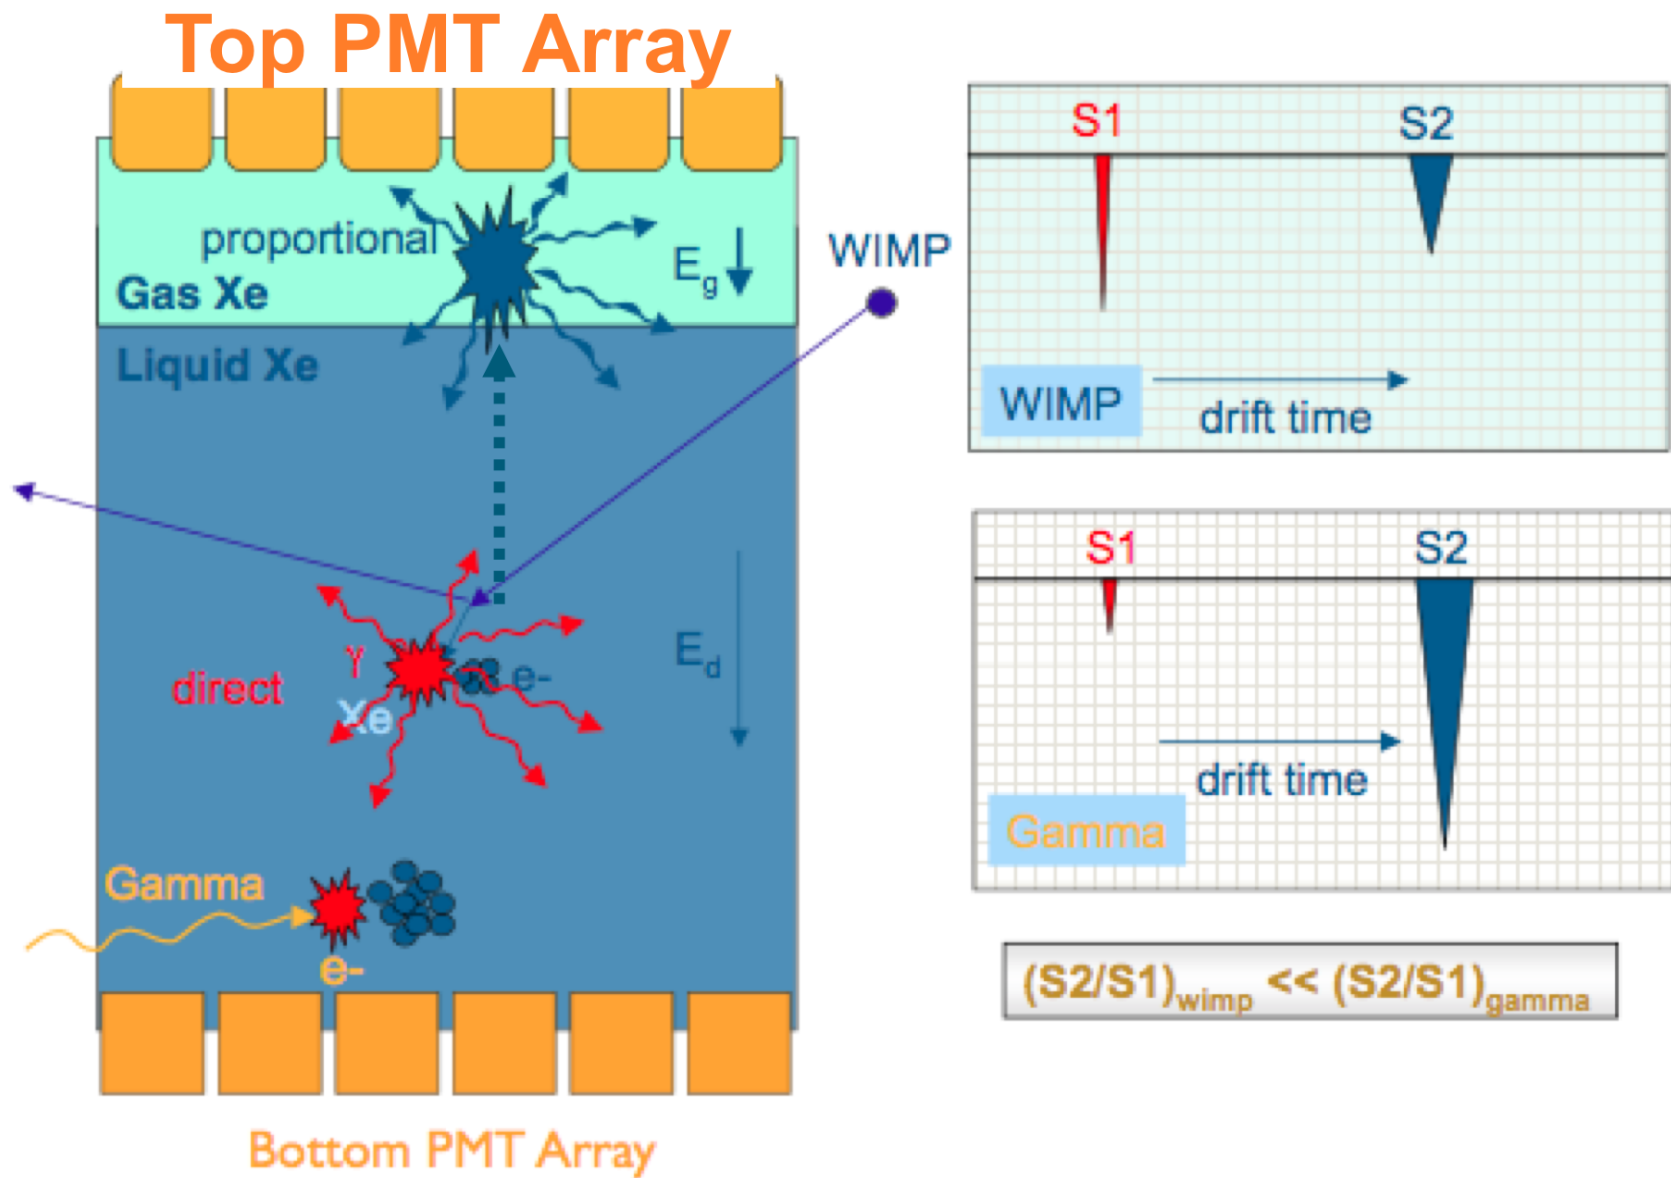 Top PMT Array
proportional
Gas Xe
Eg
Liquid Xe
WIMP
γ
direct
Xe
e-
Ed
Gamma
e-
Bottom PMT Array
S1
S2
WIMP
drift time
S1
S2
drift time
Gamma
(S2/S1)wimp << (S2/S1)gamma